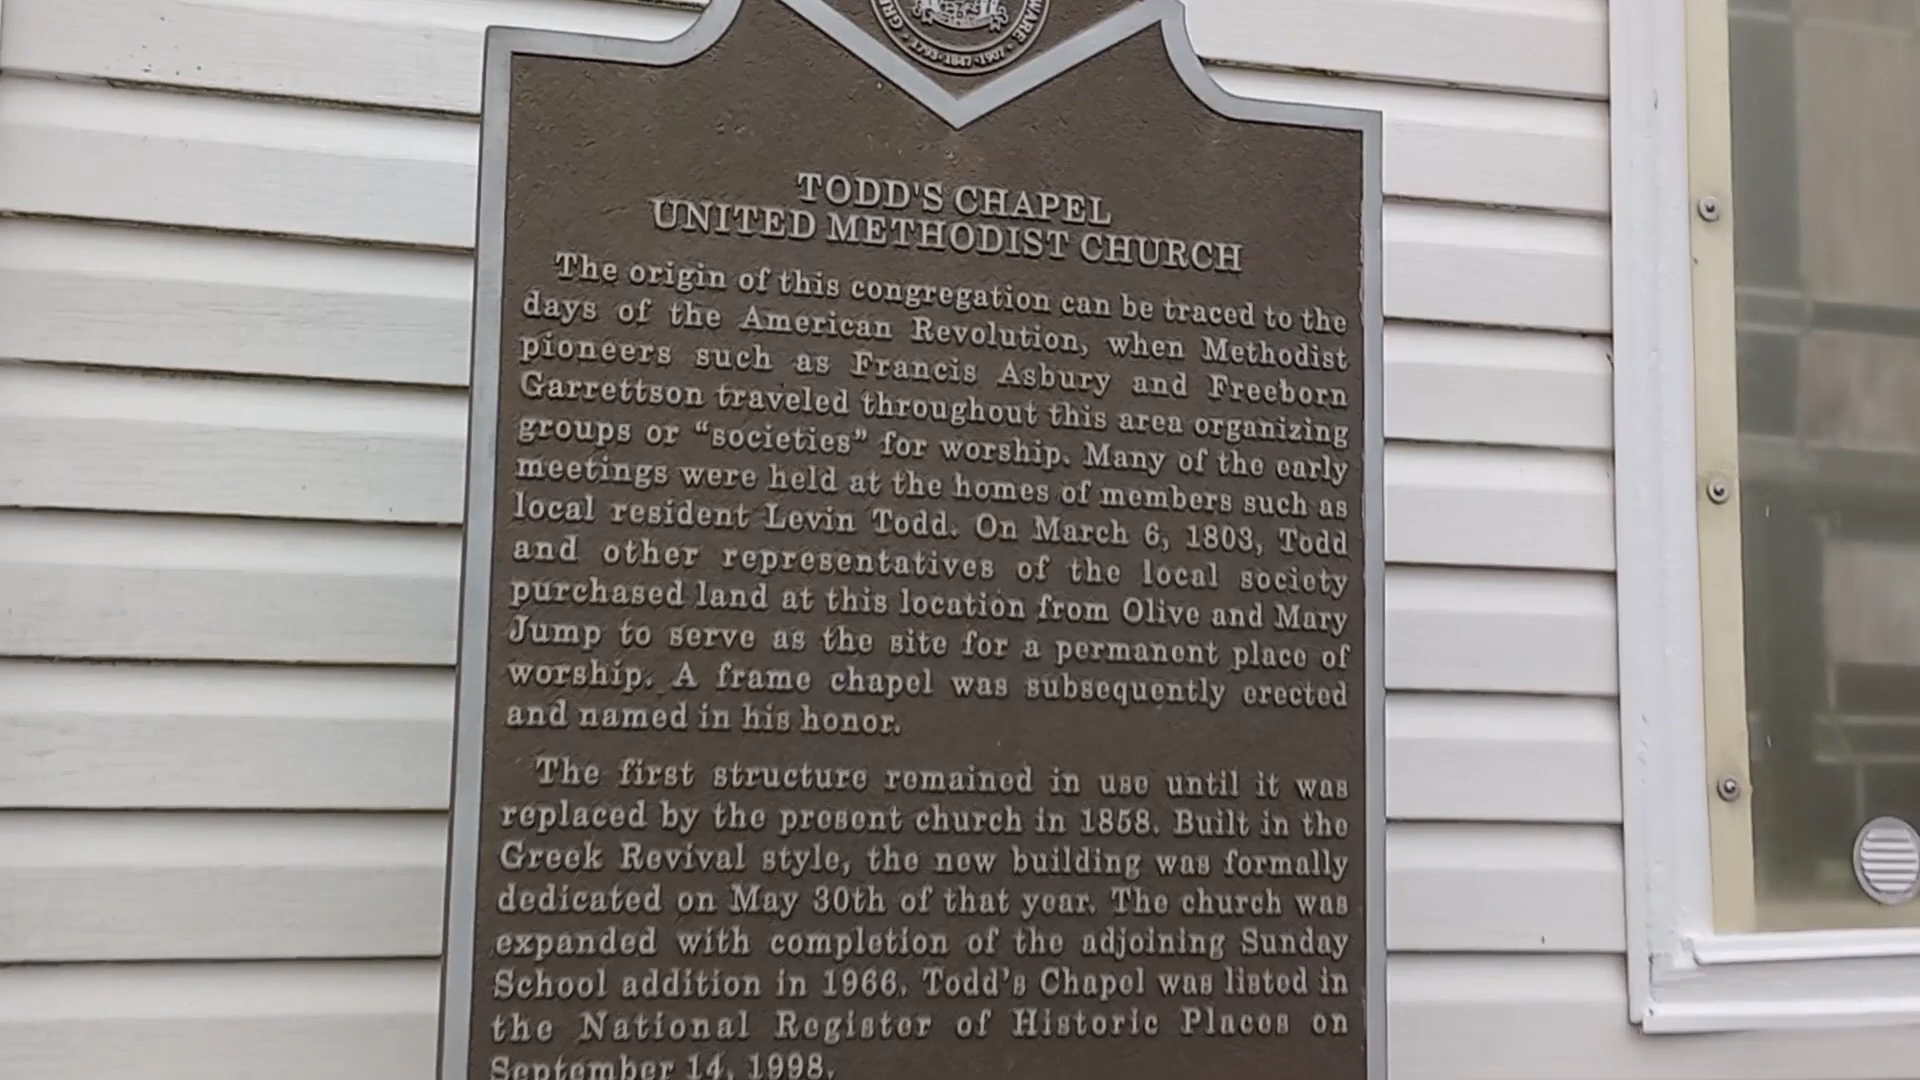 1793·1847·1907
TODD'S CHAPEL
UNITED METHODIST CHURCH
The origin of this congregation can be traced to the
days of the American Revolution, when Methodist
pioneers such as Francis Asbury and Freeborn
Garrettson traveled throughout this area organizing
groups or “societies” for worship. Many of the early
meetings were held at the homes of members such as
local resident Levin Todd. On March 6, 1803, Todd
and other representatives of the local society
purchased land at this location from Olive and Mary
Jump to serve as the site for a permanent place of
worship. A frame chapel was subsequently erected
and named in his honor.
The first structure remained in use until it was
replaced by the present church in 1858. Built in the
Greek Revival style, the new building was formally
dedicated on May 30th of that year. The church was
expanded with completion of the adjoining Sunday
School addition in 1966. Todd's Chapel was listed in
the National Register of Historic Places on
September 14, 1998.